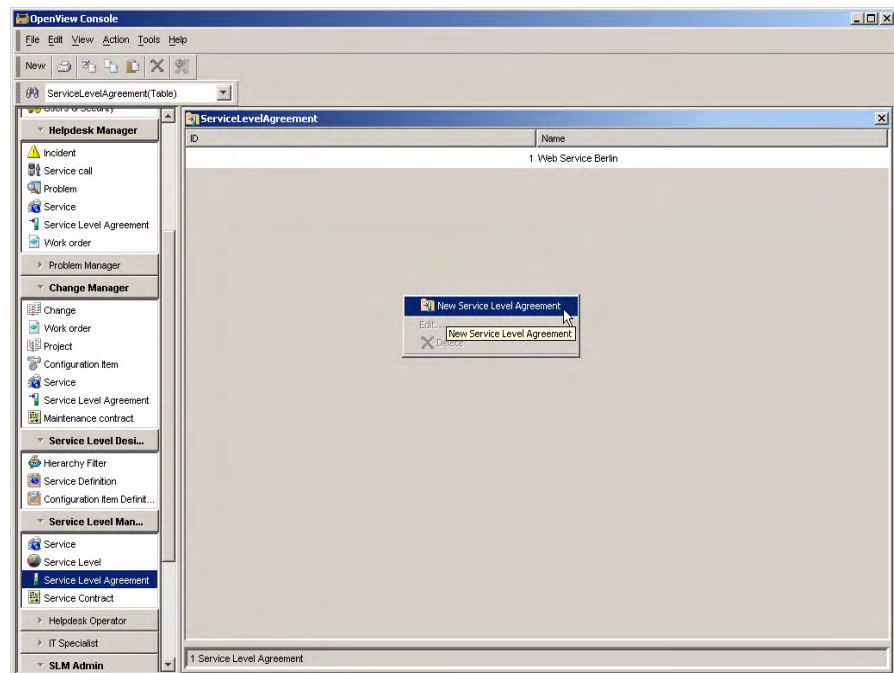 OpenView Console
File Edit View Action Tools Help
New
ServiceLevelAgreement(Table)
Users & Security
Helpdesk Manager
Incident
Service call
Problem
Service
Service Level Agreement
Work order
Problem Manager
Change Manager
Change
Work order
Project
Configuration Item
Service
Service Level Agreement
Maintenance contract
Service Level Desi...
Hierarchy Filter
Service Definition
Configuration Item Definit...
Service Level Man...
Service
Service Level
Service Level Agreement
Service Contract
Helpdesk Operator
IT Specialist
SLM Admin
ServiceLevelAgreement
ID Name
1 Web Service Berlin
New Service Level Agreement
Edit...
New Service Level Agreement
Delete
1 Service Level Agreement